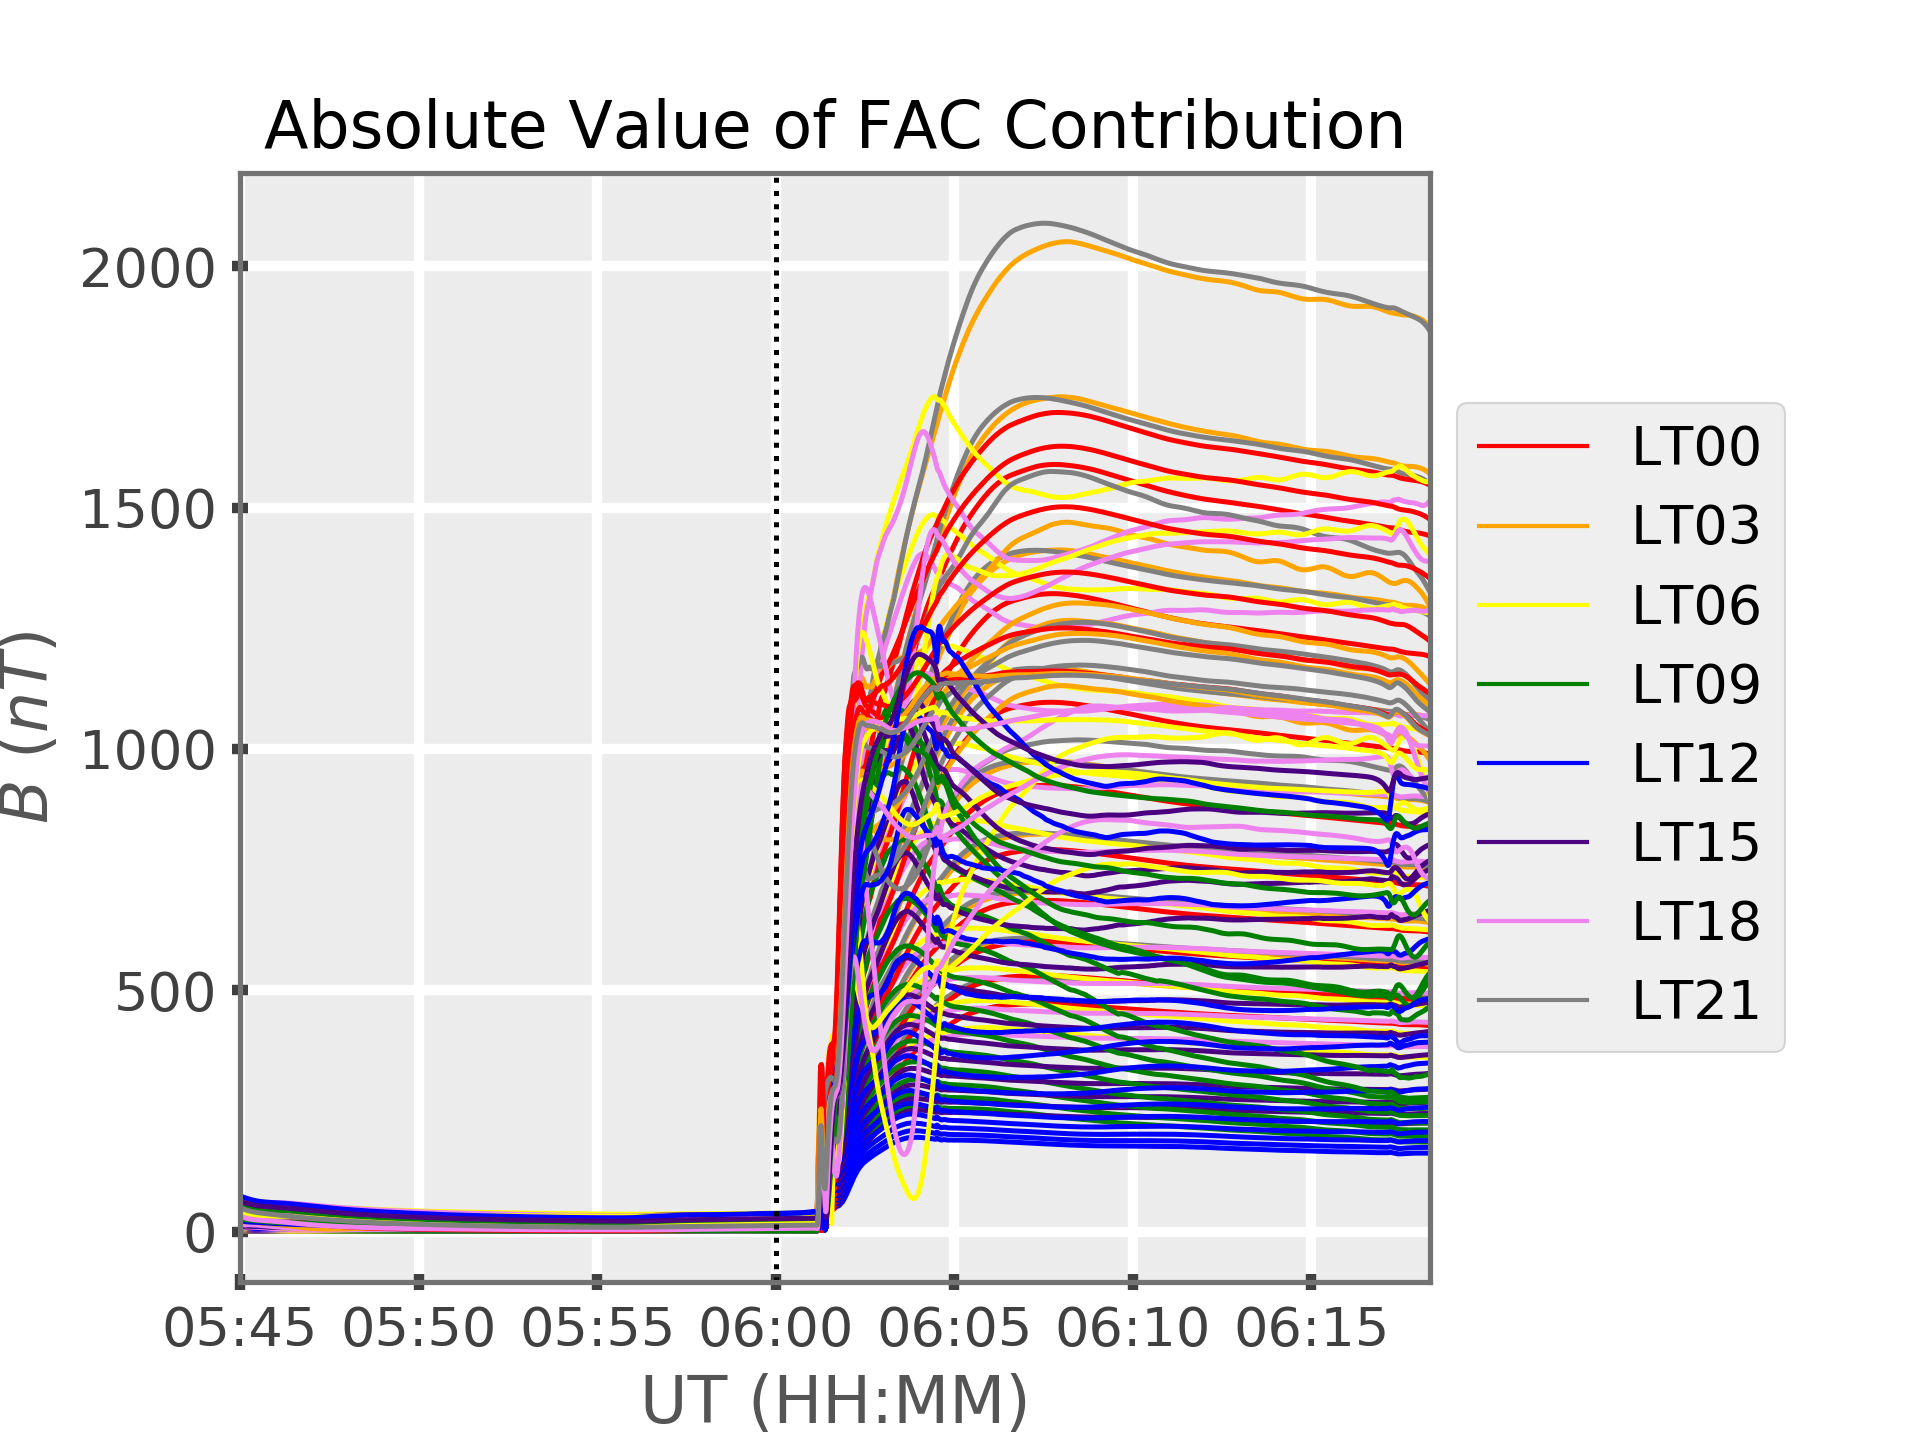 Absolute Value of FAC Contribution
2000
1500
1000
500
0
B (nT)
05:45 05:50 05:55 06:00 06:05 06:10 06:15
UT (HH:MM)
LT00
LT03
LT06
LT09
LT12
LT15
LT18
LT21